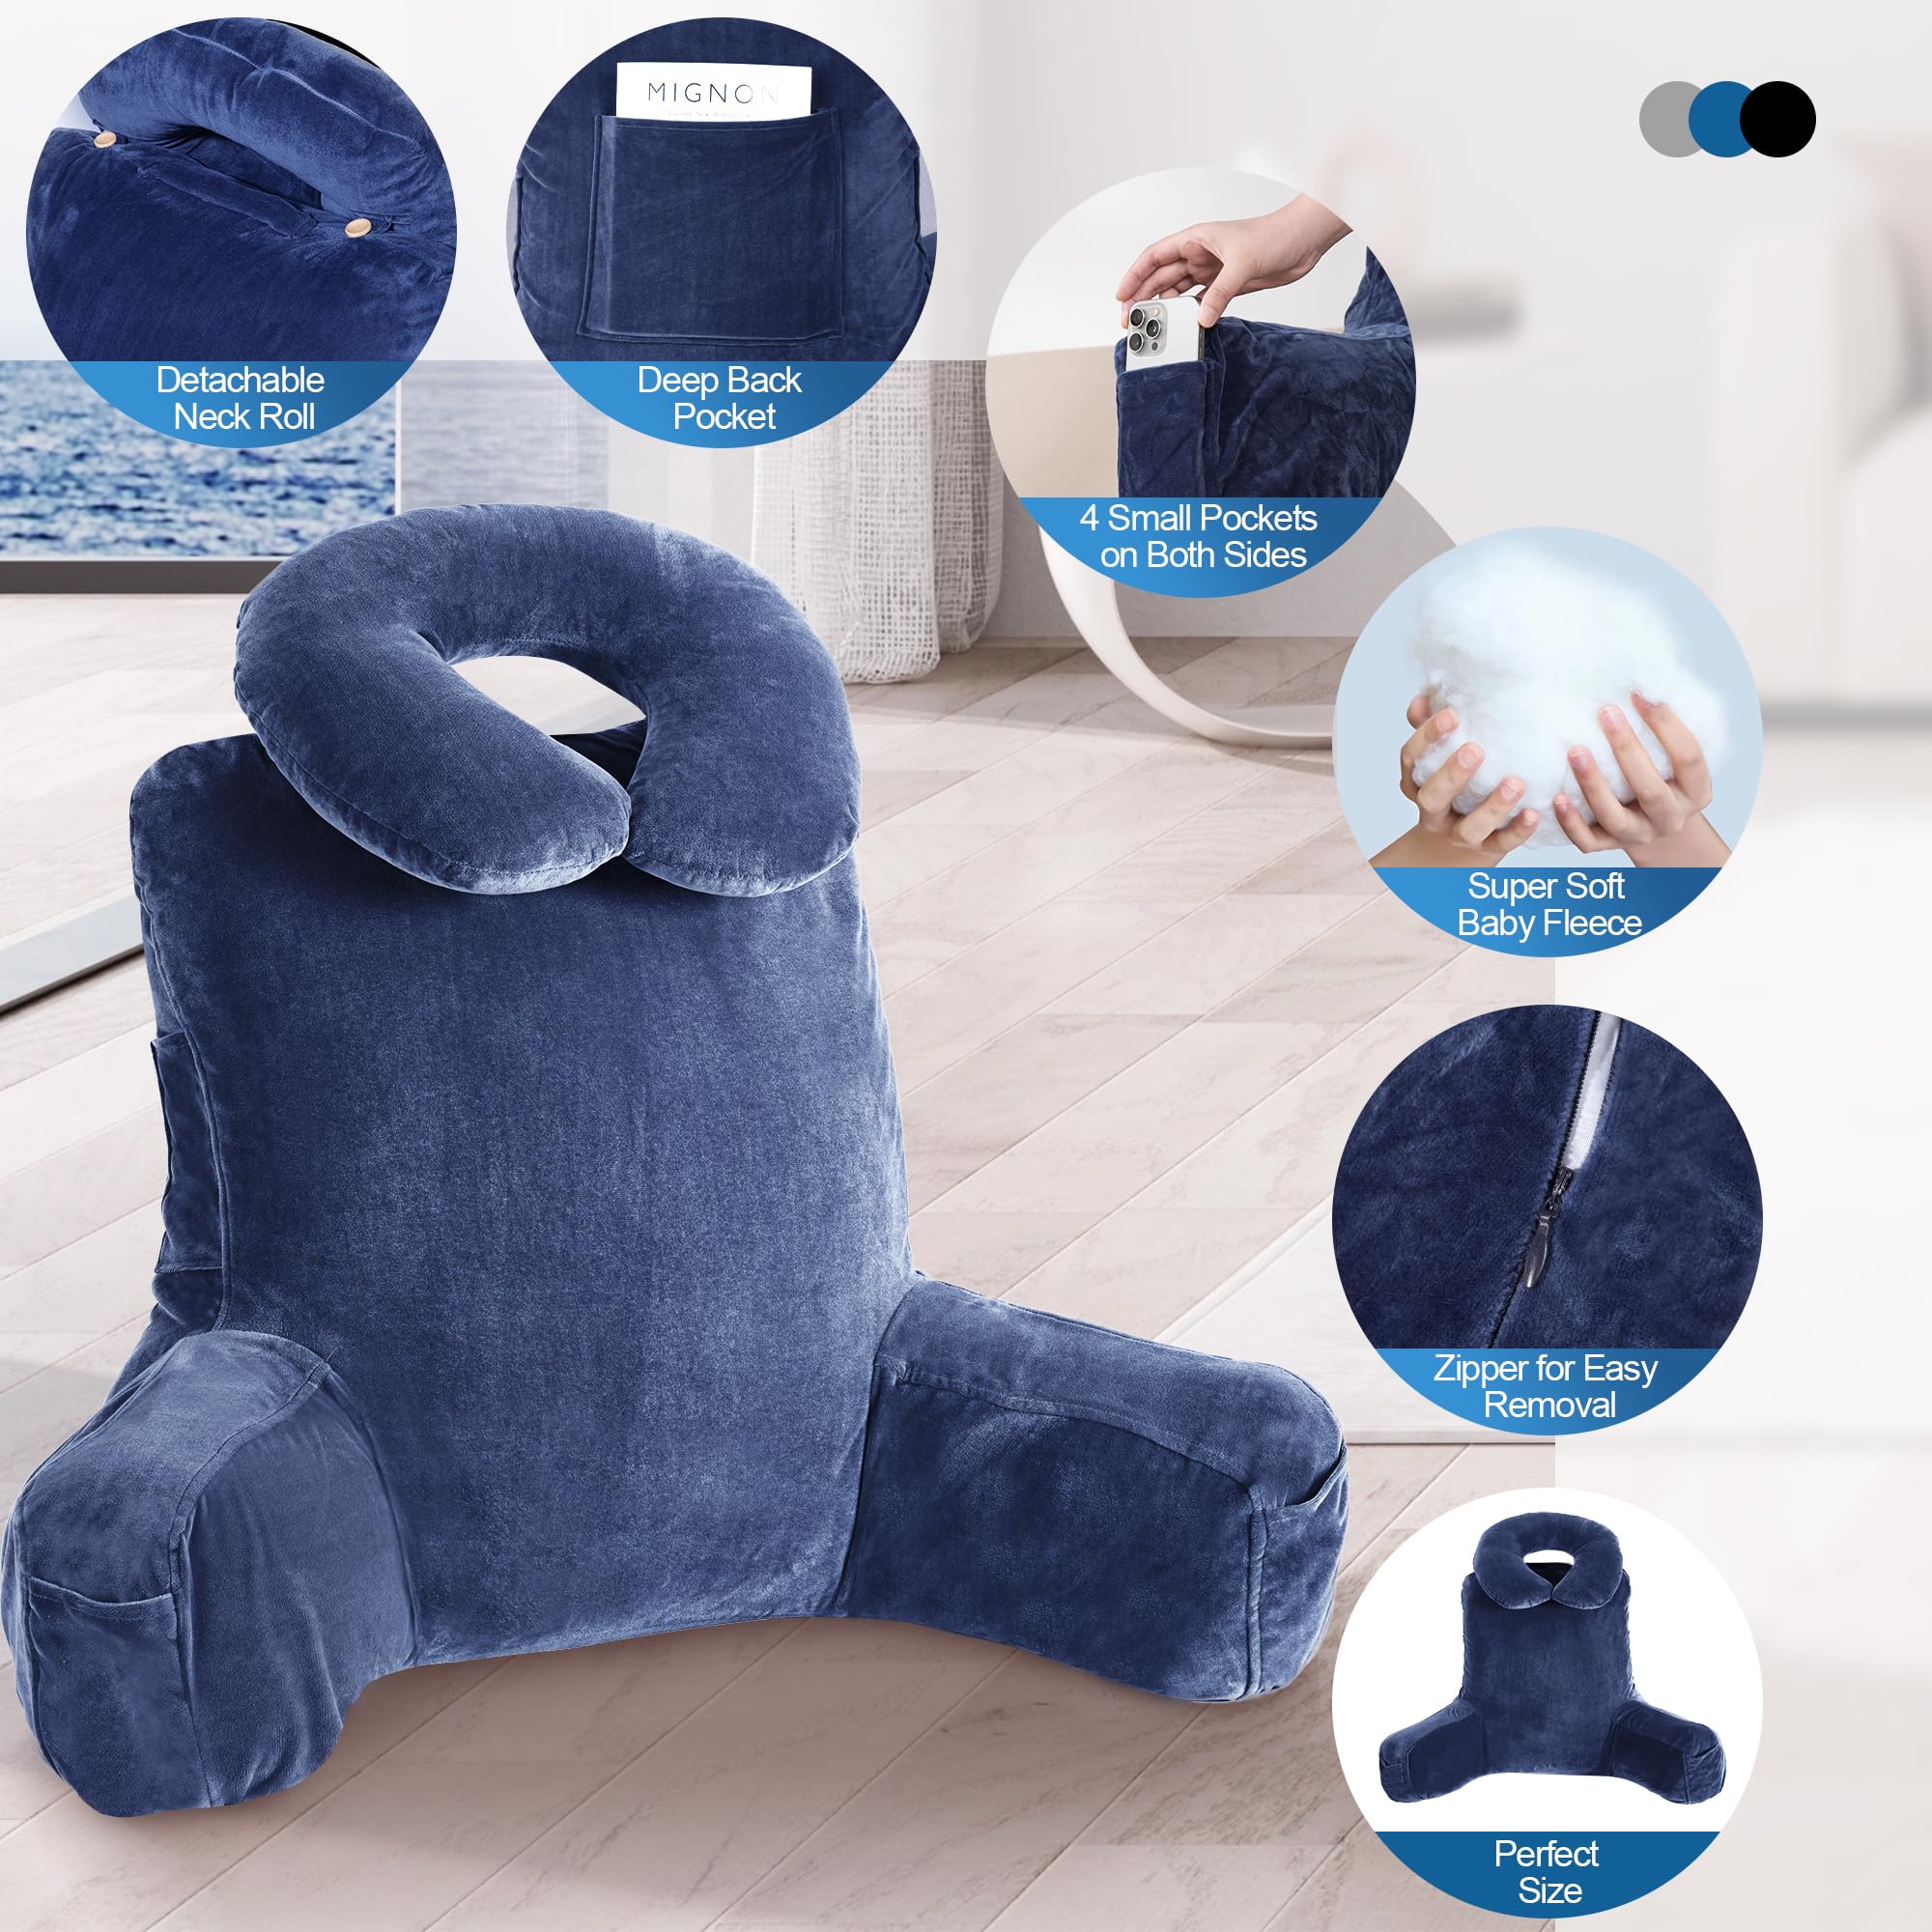 MIGNON
Detachable
Neck Roll
Deep Back
Pocket
4 Small Pockets
on Both Sides
Super Soft
Baby Fleece
Zipper for Easy
Removal
Perfect
Size